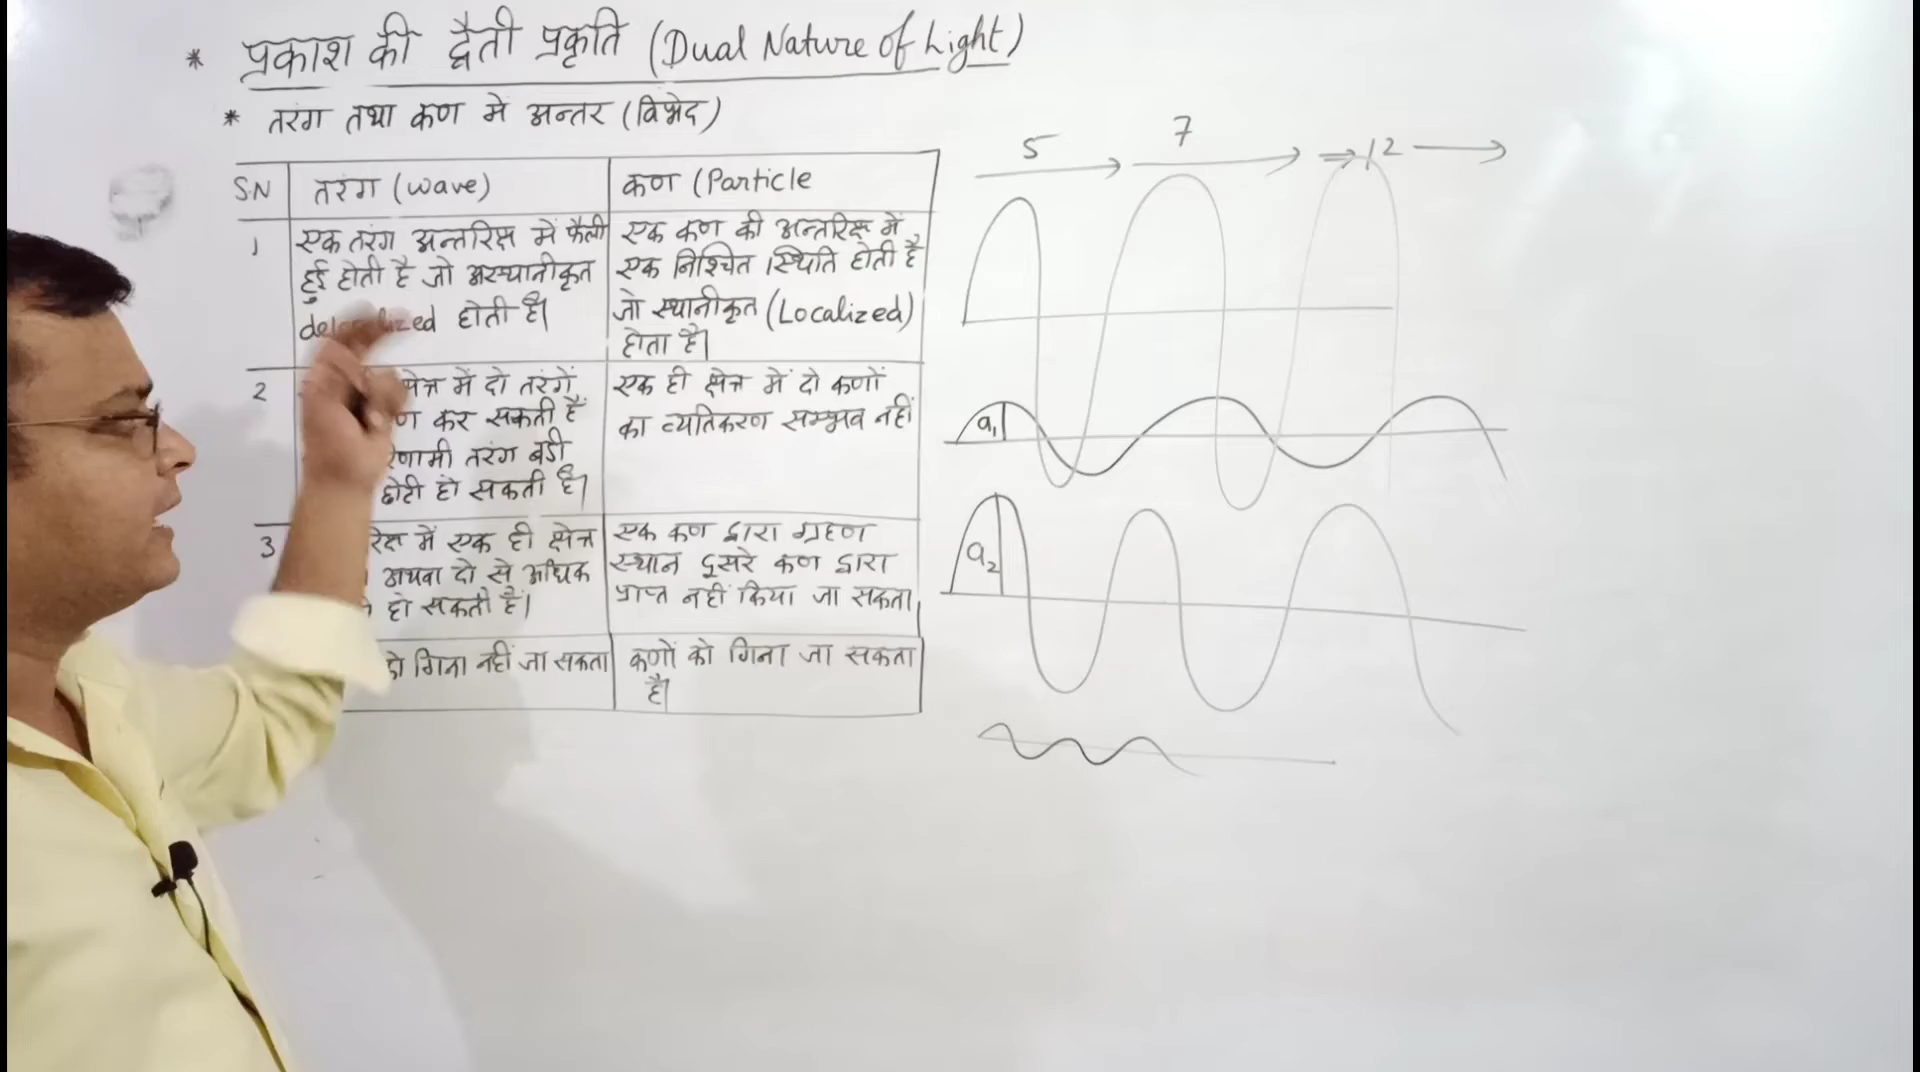 * प्रकाश की द्वैती प्रकृति (Dual Nature of Light)
* तरंग तथा कण मे अन्तर (विभेद)
S.N तरंग (wave) कण (Particle
1 एक तरंग अन्तरिक्ष में फैली
हुई होती है जो अस्थानीकृत
होती है।
एक कण की अन्तरिक्ष में
एक निश्चित स्थिति होती है
जो स्थानीकृत (Localized)
होता है।
2 में दो तरंगें
कर सकती हैं
तरंग बडी
छोटी हो सकती है।
एक ही क्षेत्र में दो कणों
का व्यतिकरण सम्भव नहीं
3 में एक ही क्षेत्र
अथवा दो से अधिक
हो सकती हैं।
एक कण द्वारा ग्रहण
स्थान दूसरे कण द्वारा
प्राप्त नहीं किया जा सकता।
को गिना नहीं जा सकता
कणों को गिना जा सकता
है।
5 → 7 → ⇒ 12 →
a₁
a₂